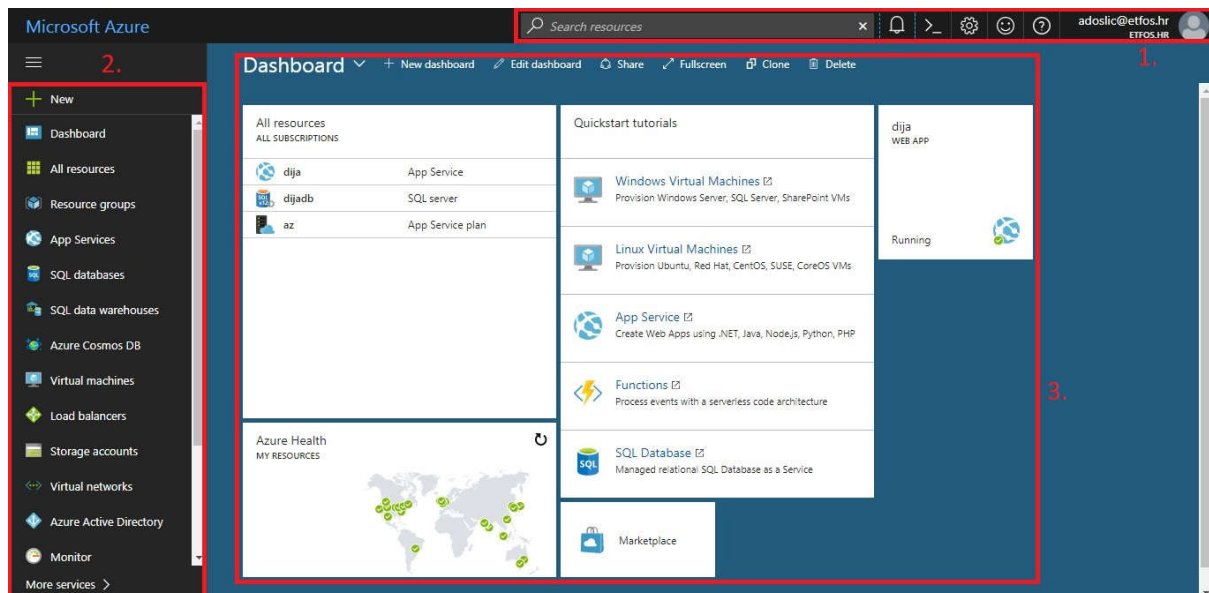 Microsoft Azure
Search resources
adoslic@etfos.hr
ETFOS.HR
1.
2.
New
Dashboard
All resources
Resource groups
App Services
SQL databases
SQL data warehouses
Azure Cosmos DB
Virtual machines
Load balancers
Storage accounts
Virtual networks
Azure Active Directory
Monitor
More services
Dashboard
+ New dashboard Edit dashboard Share Fullscreen Clone Delete
All resources
ALL SUBSCRIPTIONS
dija App Service
dijadb SQL server
az App Service plan
Azure Health
MY RESOURCES
Quickstart tutorials
Windows Virtual Machines
Provision Windows Server, SQL Server, SharePoint VMs
Linux Virtual Machines
Provision Ubuntu, Red Hat, CentOS, SUSE, CoreOS VMs
App Service
Create Web Apps using .NET, Java, Node.js, Python, PHP
Functions
Process events with a serverless code architecture
SQL
SQL Database
Managed relational SQL Database as a Service
Marketplace
dija
WEB APP
Running
3.